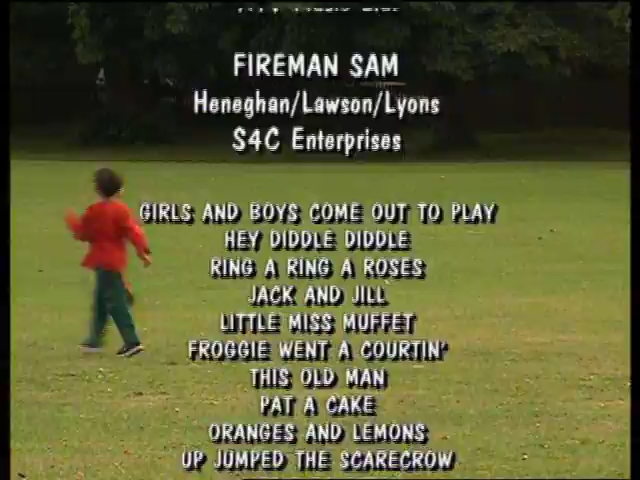 FIREMAN SAM
Heneghan/Lawson/Lyons
S4C Enterprises
GIRLS AND BOYS COME OUT TO PLAY
HEY DIDDLE DIDDLE
RING A RING A ROSES
JACK AND JILL
LITTLE MISS MUFFET
FROGGIE WENT A COURTIN'
THIS OLD MAN
PAT A CAKE
ORANGES AND LEMONS
UP JUMPED THE SCARECROW